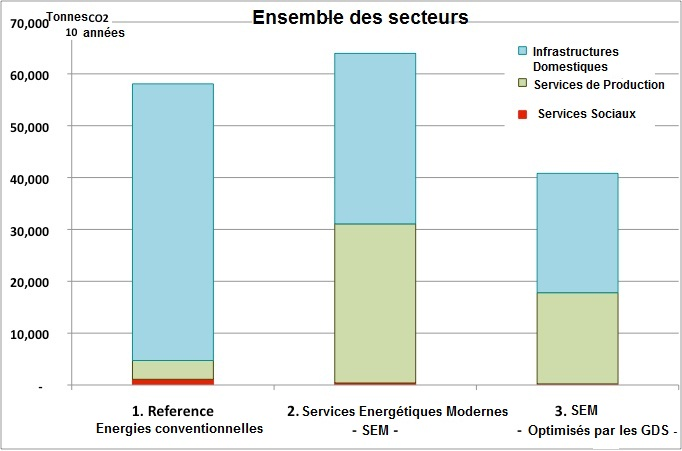 Ensemble des secteurs
Tonnes CO2
10 années
70,000
60,000
50,000
40,000
30,000
20,000
10,000
-
Infrastructures
Domestiques
Services de Production
Services Sociaux
1. Reference
Energies conventionnelles
2. Services Energétiques Modernes
- SEM -
3. SEM
- Optimisés par les GDS -